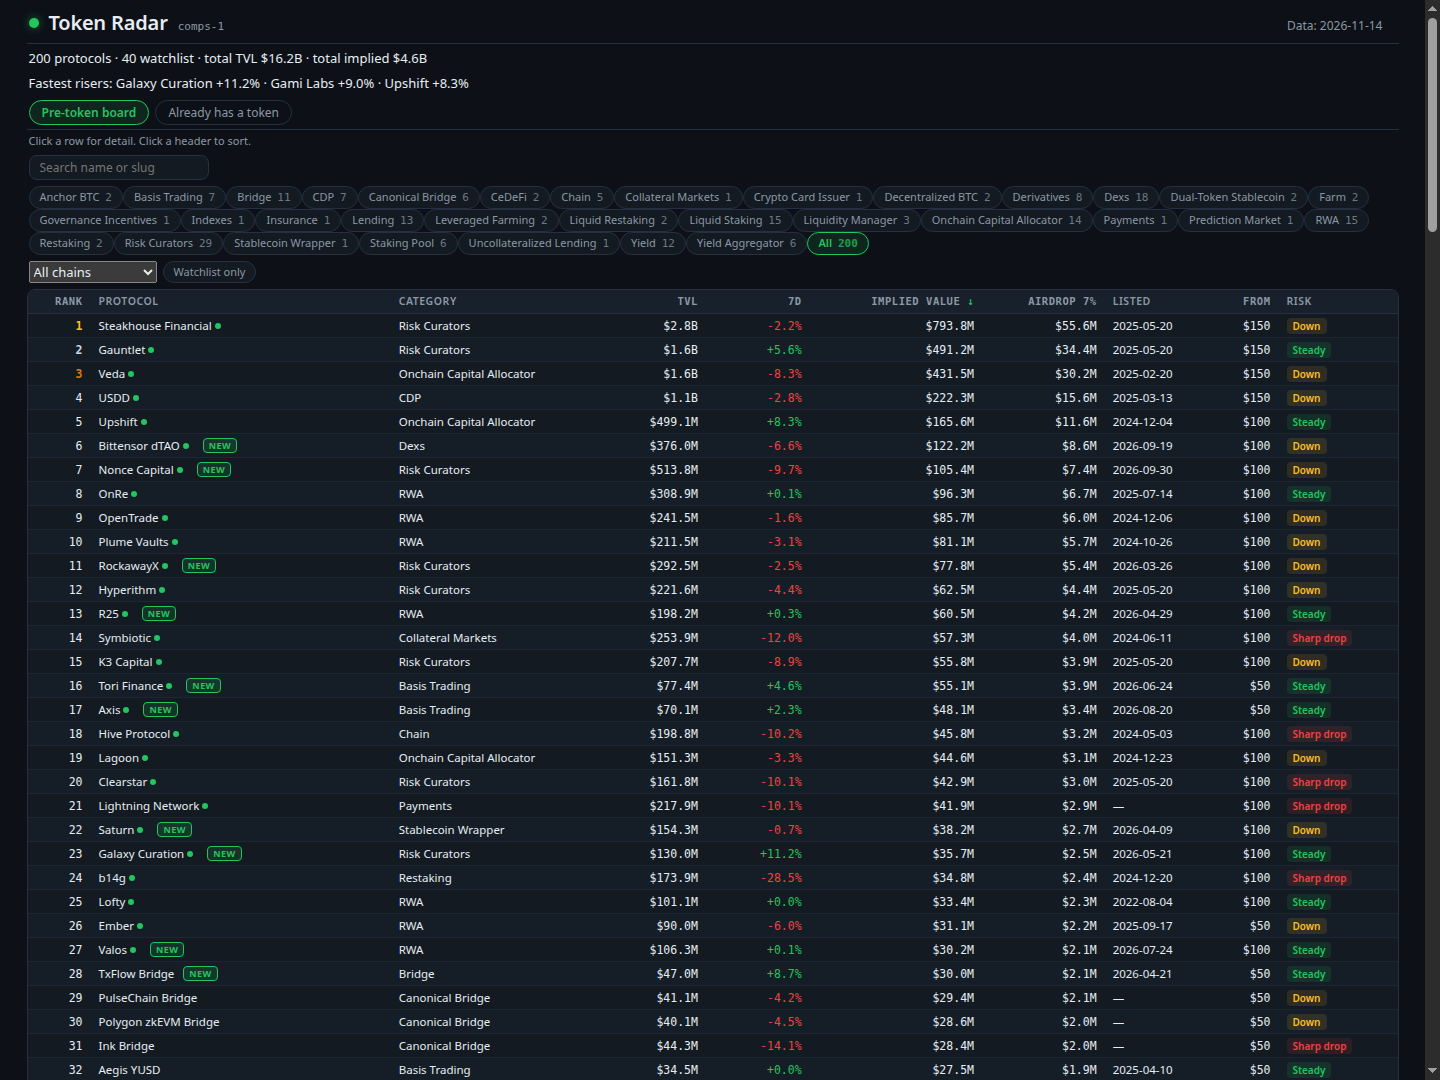 Token Radar comps-1
Data: 2026-11-14
200 protocols · 40 watchlist · total TVL $16.2B · total implied $4.6B
Fastest risers: Galaxy Curation +11.2% · Gami Labs +9.0% · Upshift +8.3%
Pre-token board Already has a token
Click a row for detail. Click a header to sort.
Search name or slug
Anchor BTC 2 Basis Trading 7 Bridge 11 CDP 7 Canonical Bridge 6 CeDeFi 2 Chain 5 Collateral Markets 1 Crypto Card Issuer 1 Decentralized BTC 2 Derivatives 8 Dexs 18 Dual-Token Stablecoin 2 Farm 2
Governance Incentives 1 Indexes 1 Insurance 1 Lending 13 Leveraged Farming 2 Liquid Restaking 2 Liquid Staking 15 Liquidity Manager 3 Onchain Capital Allocator 14 Payments 1 Prediction Market 1 RWA 15
Restaking 2 Risk Curators 29 Stablecoin Wrapper 1 Staking Pool 6 Uncollateralized Lending 1 Yield 12 Yield Aggregator 6 All 200
All chains Watchlist only
RANK PROTOCOL CATEGORY TVL 7D IMPLIED VALUE ↓ AIRDROP 7% LISTED FROM RISK
1 Steakhouse Financial Risk Curators $2.8B -2.2% $793.8M $55.6M 2025-05-20 $150 Down
2 Gauntlet Risk Curators $1.6B +5.6% $491.2M $34.4M 2025-05-20 $150 Steady
3 Veda Onchain Capital Allocator $1.6B -8.3% $431.5M $30.2M 2025-02-20 $150 Down
4 USDD CDP $1.1B -2.8% $222.3M $15.6M 2025-03-13 $150 Down
5 Upshift Onchain Capital Allocator $499.1M +8.3% $165.6M $11.6M 2024-12-04 $100 Steady
6 Bittensor dTAO NEW Dexs $376.0M -6.6% $122.2M $8.6M 2026-09-19 $100 Down
7 Nonce Capital NEW Risk Curators $513.8M -9.7% $105.4M $7.4M 2026-09-30 $100 Down
8 OnRe RWA $308.9M +0.1% $96.3M $6.7M 2025-07-14 $100 Steady
9 OpenTrade RWA $241.5M -1.6% $85.7M $6.0M 2024-12-06 $100 Down
10 Plume Vaults RWA $211.5M -3.1% $81.1M $5.7M 2024-10-26 $100 Down
11 RockawayX NEW Risk Curators $292.5M -2.5% $77.8M $5.4M 2026-03-26 $100 Down
12 Hyperithm Risk Curators $221.6M -4.4% $62.5M $4.4M 2025-05-20 $100 Down
13 R25 NEW RWA $198.2M +0.3% $60.5M $4.2M 2026-04-29 $100 Steady
14 Symbiotic Collateral Markets $253.9M -12.0% $57.3M $4.0M 2024-06-11 $100 Sharp drop
15 K3 Capital Risk Curators $207.7M -8.9% $55.8M $3.9M 2025-05-20 $100 Down
16 Tori Finance NEW Basis Trading $77.4M +4.6% $55.1M $3.9M 2026-06-24 $50 Steady
17 Axis NEW Basis Trading $70.1M +2.3% $48.1M $3.4M 2026-08-20 $50 Steady
18 Hive Protocol Chain $198.8M -10.2% $45.8M $3.2M 2024-05-03 $100 Sharp drop
19 Lagoon Onchain Capital Allocator $151.3M -3.3% $44.6M $3.1M 2024-12-23 $100 Down
20 Clearstar Risk Curators $161.8M -10.1% $42.9M $3.0M 2025-05-20 $100 Sharp drop
21 Lightning Network Payments $217.9M -10.1% $41.9M $2.9M — $100 Sharp drop
22 Saturn NEW Stablecoin Wrapper $154.3M -0.7% $38.2M $2.7M 2026-04-09 $100 Down
23 Galaxy Curation NEW Risk Curators $130.0M +11.2% $35.7M $2.5M 2026-05-21 $100 Steady
24 b14g Restaking $173.9M -28.5% $34.8M $2.4M 2024-12-20 $100 Sharp drop
25 Lofty RWA $101.1M +0.0% $33.4M $2.3M 2022-08-04 $100 Steady
26 Ember RWA $90.0M -6.0% $31.1M $2.2M 2025-09-17 $50 Down
27 Valos NEW RWA $106.3M +0.1% $30.2M $2.1M 2026-07-24 $100 Steady
28 TxFlow Bridge NEW Bridge $47.0M +8.7% $30.0M $2.1M 2026-04-21 $50 Steady
29 PulseChain Bridge Canonical Bridge $41.1M -4.2% $29.4M $2.1M — $50 Down
30 Polygon zkEVM Bridge Canonical Bridge $40.1M -4.5% $28.6M $2.0M — $50 Down
31 Ink Bridge Canonical Bridge $44.3M -14.1% $28.4M $2.0M — $50 Sharp drop
32 Aegis YUSD Basis Trading $34.5M +0.0% $27.5M $1.9M 2025-04-10 $50 Steady